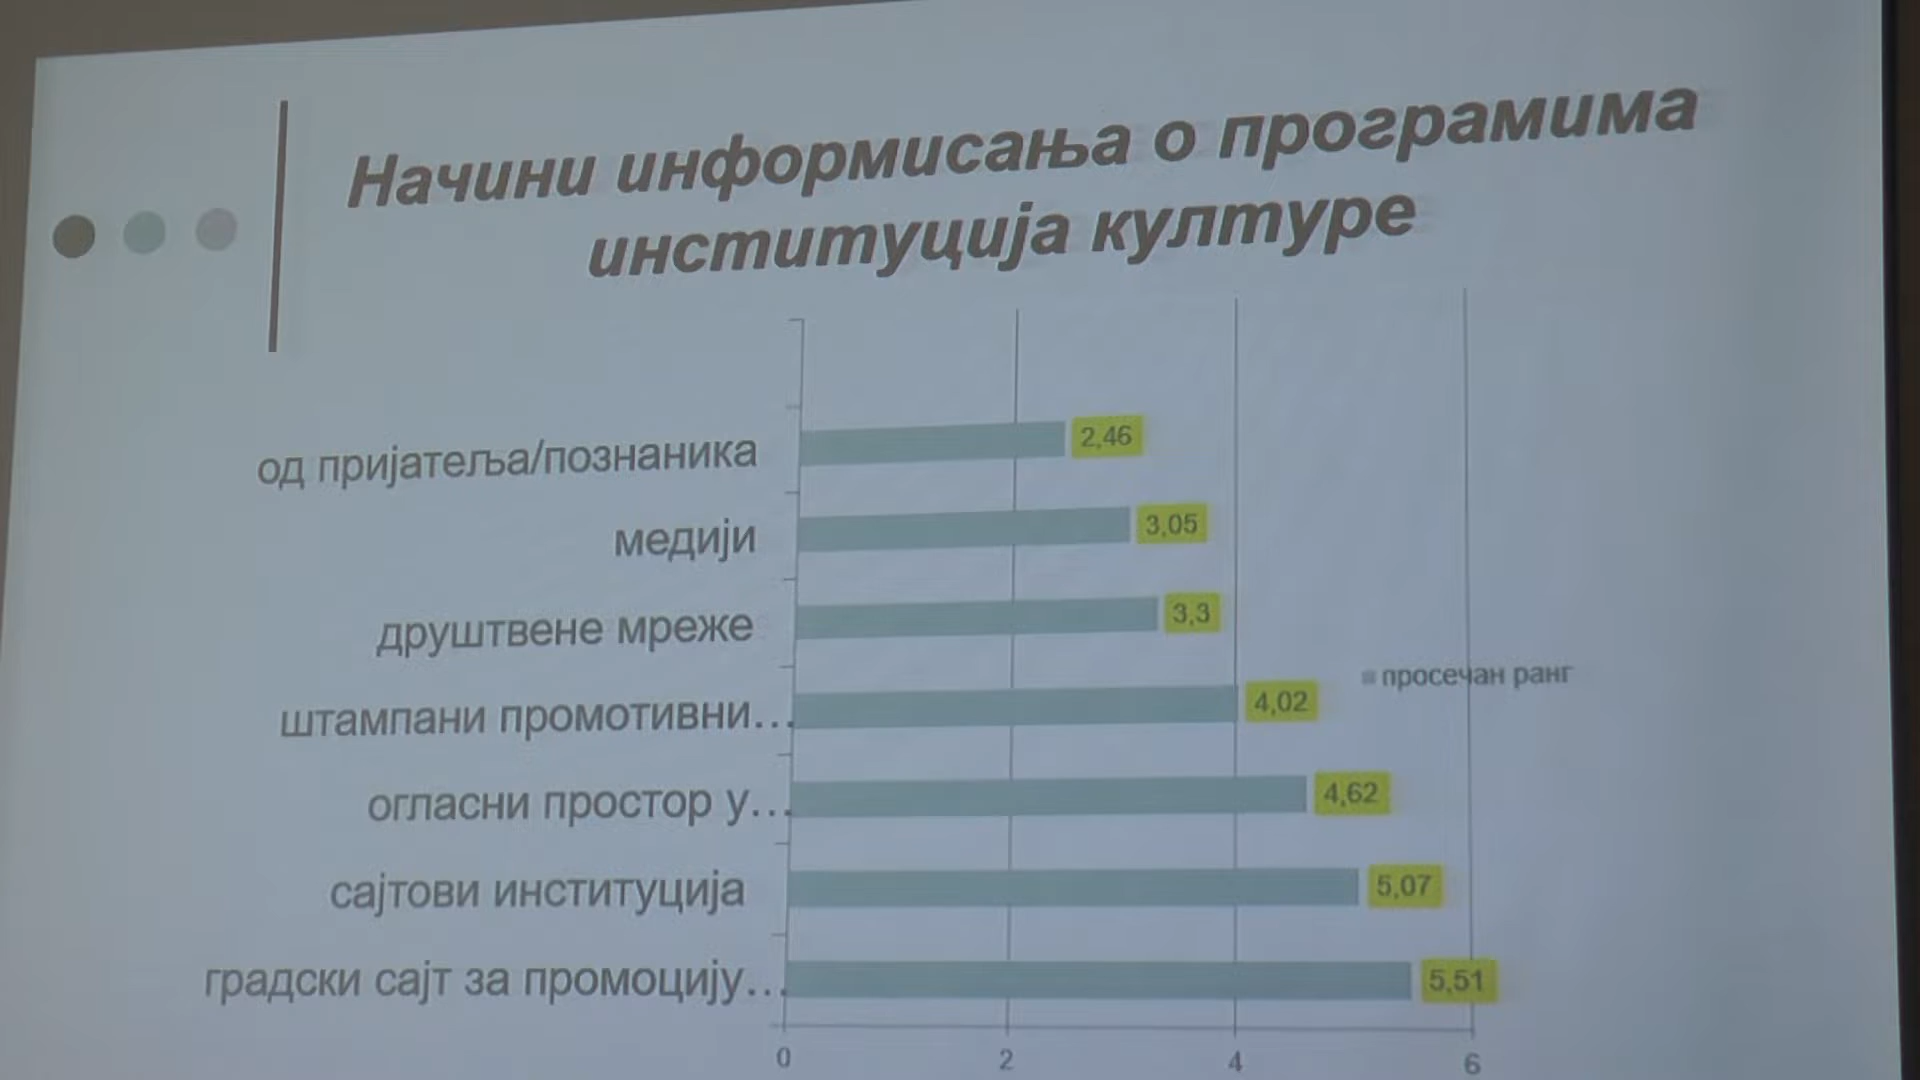 Начини информисања о програмима
институција културе
од пријатеља/познаника 2,46
медији 3,05
друштвене мреже 3,3
штампани промотивни... 4,02
огласни простор у... 4,62
сајтови институција 5,07
градски сајт за промоцију... 5,51
просечан ранг
0 2 4 6